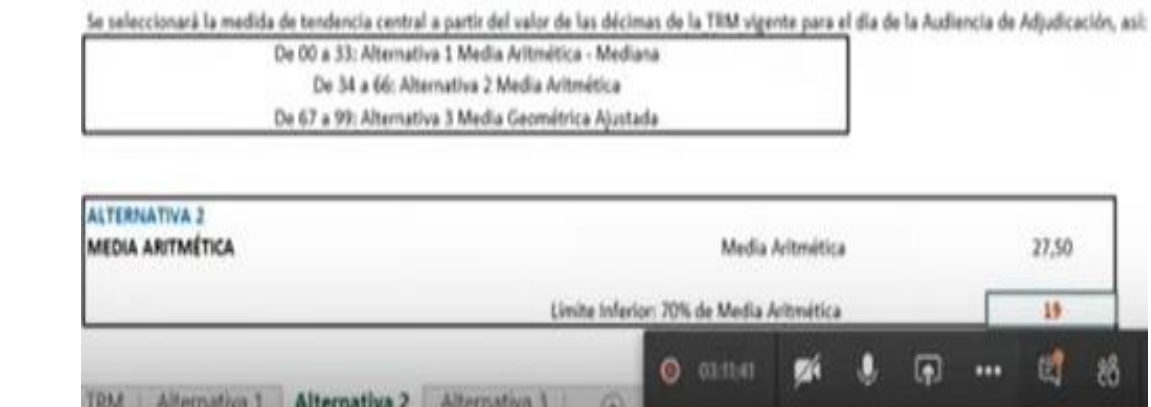 Se seleccionará la medida de tendencia central a partir del valor de las décimas de la TRM vigente para el día de la Audiencia de Adjudicación, así:
De 00 a 33: Alternativa 1 Media Aritmética - Mediana
De 34 a 66: Alternativa 2 Media Aritmética
De 67 a 99: Alternativa 3 Media Geométrica Ajustada
ALTERNATIVA 2
MEDIA ARITMÉTICA Media Aritmética 27,50
Límite Inferior: 70% de Media Aritmética 19
03:11:41
TRM Alternativa 1 Alternativa 2 Alternativa 3